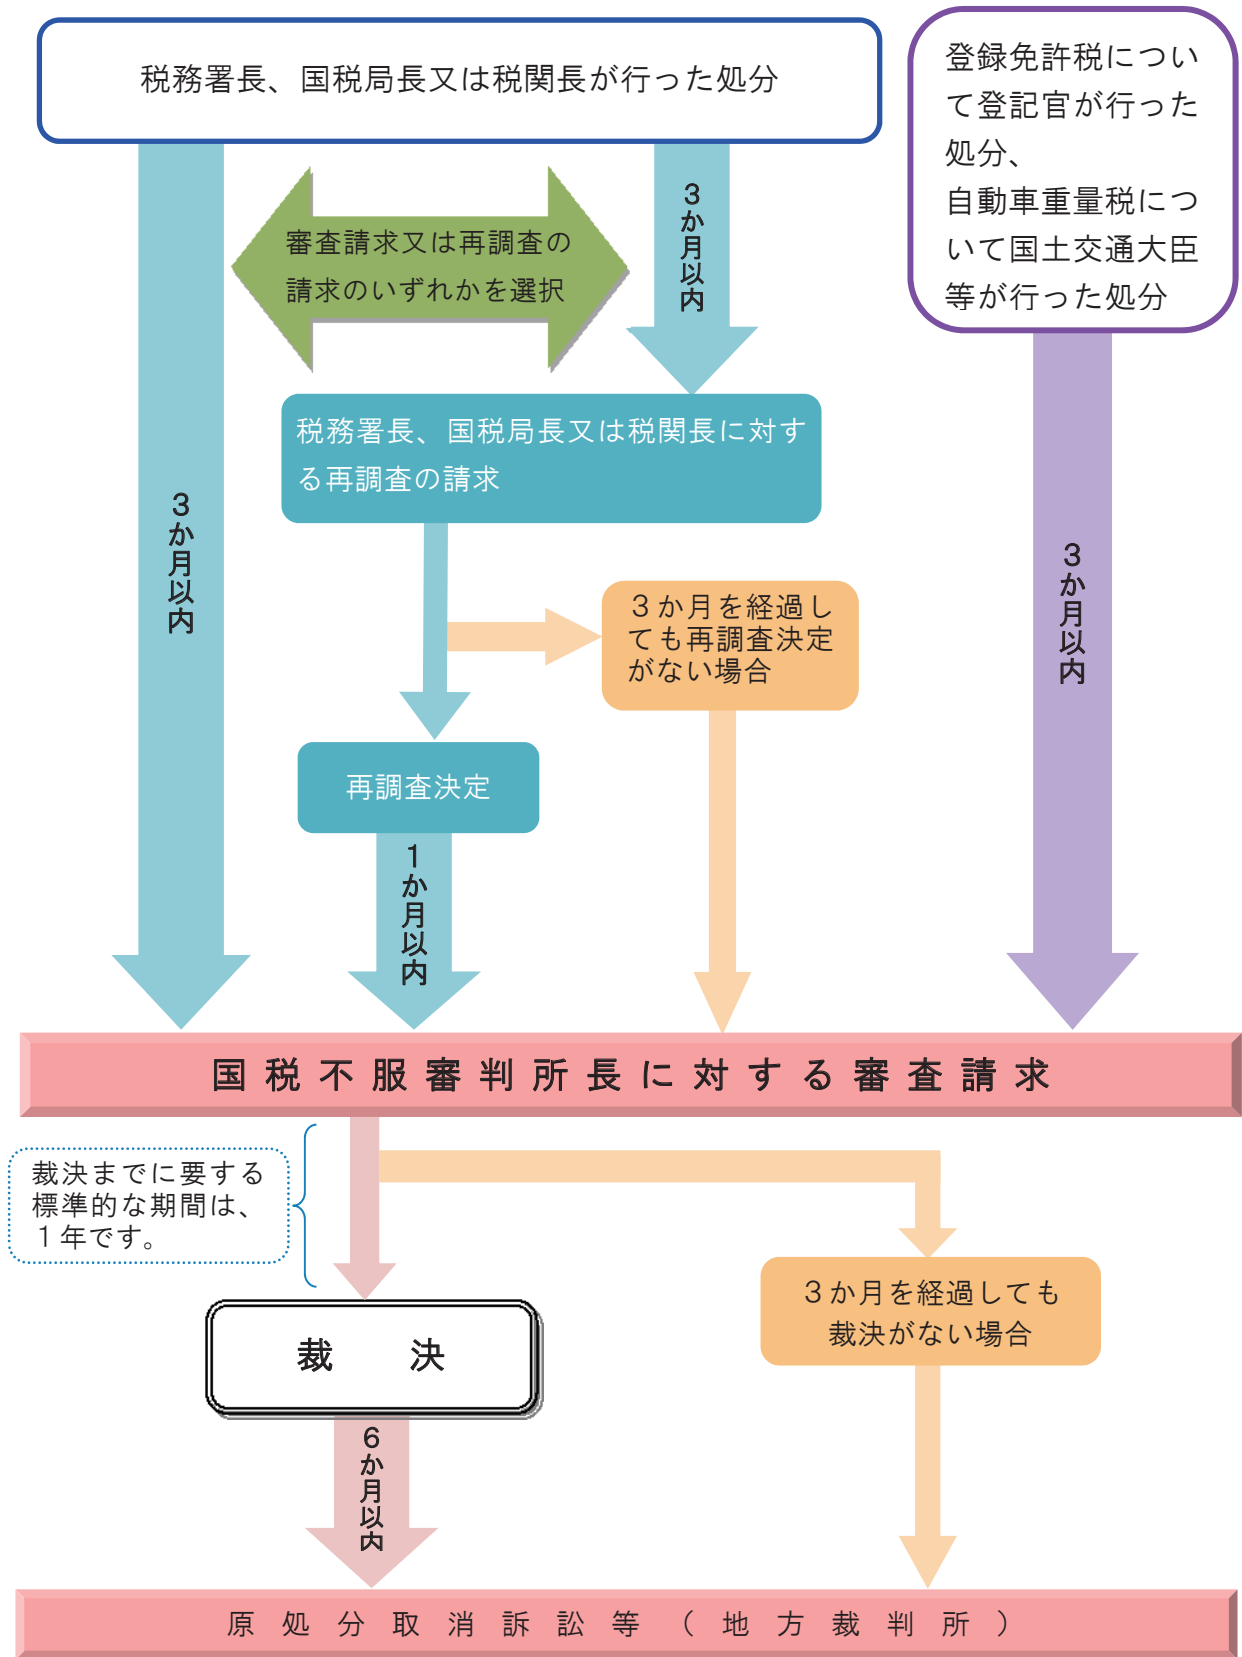 税務署長、国税局長又は税関長が行った処分
登録免許税につい
て登記官が行った
処分、
自動車重量税につ
いて国土交通大臣
等が行った処分
3か月以内
審査請求又は再調査の
請求のいずれかを選択
税務署長、国税局長又は税関長に対す
る再調査の請求
3か月以内
3か月以内
3か月を経過し
ても再調査決定
がない場合
再調査決定
1か月以内
国税不服審判所長に対する審査請求
裁決までに要する
標準的な期間は、
1年です。
3か月を経過しても
裁決がない場合
裁　決
6か月以内
原処分取消訴訟等（地方裁判所）